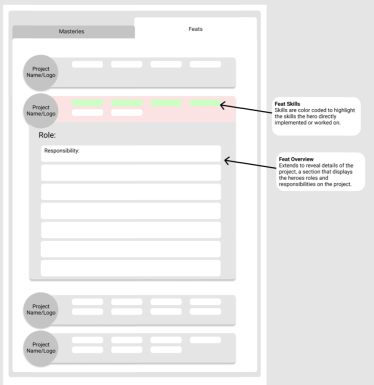 Masteries
Feats
Project
Name/Logo
Project
Name/Logo
Feat Skills
Skills are color coded to highlight
the skills the hero directly
implemented or worked on.
Role:
Responsibility:
Feat Overview
Extends to reveal details of the
project, a section that displays
the heroes roles and
responsibilities on the project.
Project
Name/Logo
Project
Name/Logo